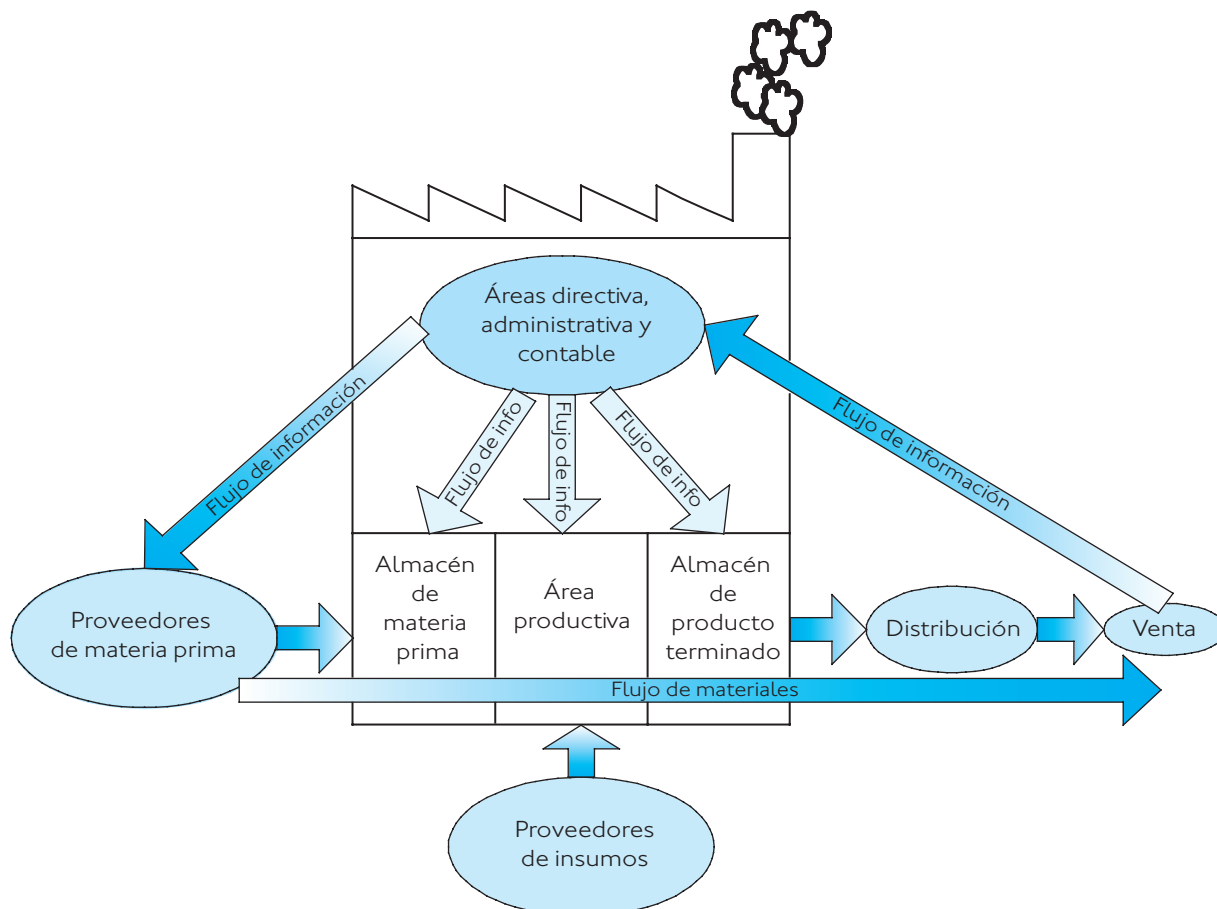 Áreas directiva,
administrativa y
contable
Flujo de información
Flujo de info
Flujo de info
Flujo de info
Flujo de información
Proveedores
de materia prima
Almacén
de
materia
prima
Área
productiva
Almacén
de
producto
terminado
Distribución
Venta
Flujo de materiales
Proveedores
de insumos